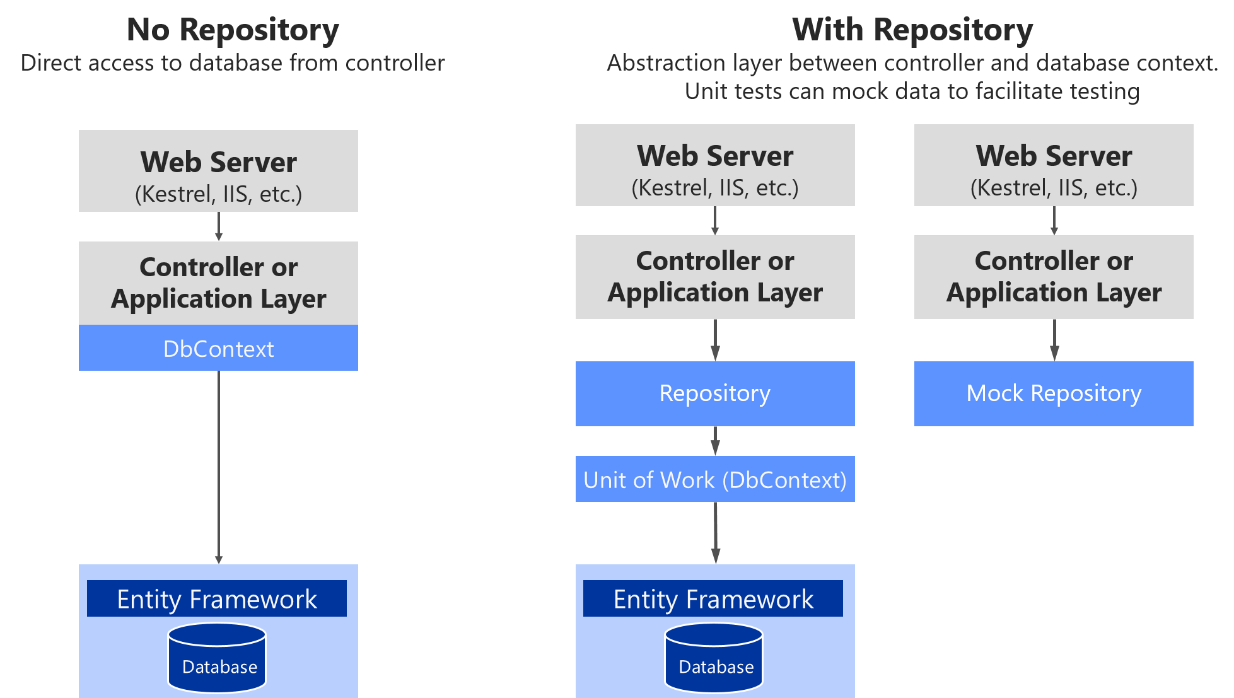 No Repository
Direct access to database from controller
Web Server
(Kestrel, IIS, etc.)
Controller or
Application Layer
DbContext
Entity Framework
Database
With Repository
Abstraction layer between controller and database context.
Unit tests can mock data to facilitate testing
Web Server
(Kestrel, IIS, etc.)
Controller or
Application Layer
Repository
Unit of Work (DbContext)
Entity Framework
Database
Web Server
(Kestrel, IIS, etc.)
Controller or
Application Layer
Mock Repository